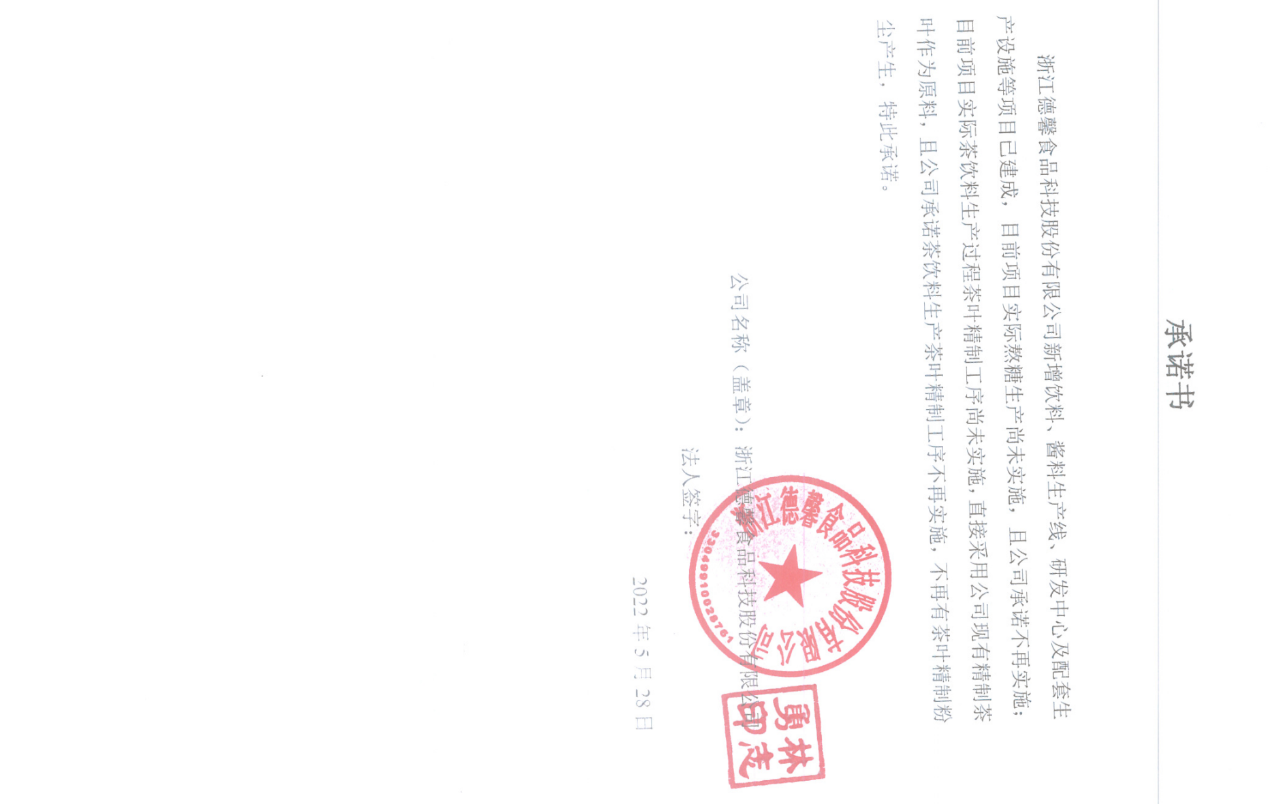 承诺书
浙江德馨食品科技股份有限公司新增饮料、酱料生产线、研发中心及配套生
产设施等项目已建成，目前项目实际熬糖生产尚未实施，且公司承诺不再实施；
目前项目实际茶饮料生产过程茶叶精制工序尚未实施，直接采用公司现有精制茶
叶作为原料，且公司承诺茶饮料生产茶叶精制工序不再实施，不再有茶叶精制粉
尘产生，特此承诺。
公司名称（盖章）：浙江德馨食品科技股份有限公司
法人签字：
2022 年 5 月 28 日
浙江德馨食品科技股份有限公司
林志勇印